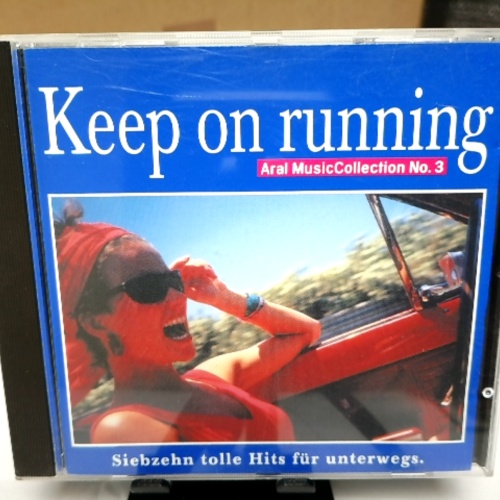 Keep on running
Aral MusicCollection No. 3
Siebzehn tolle Hits für unterwegs.